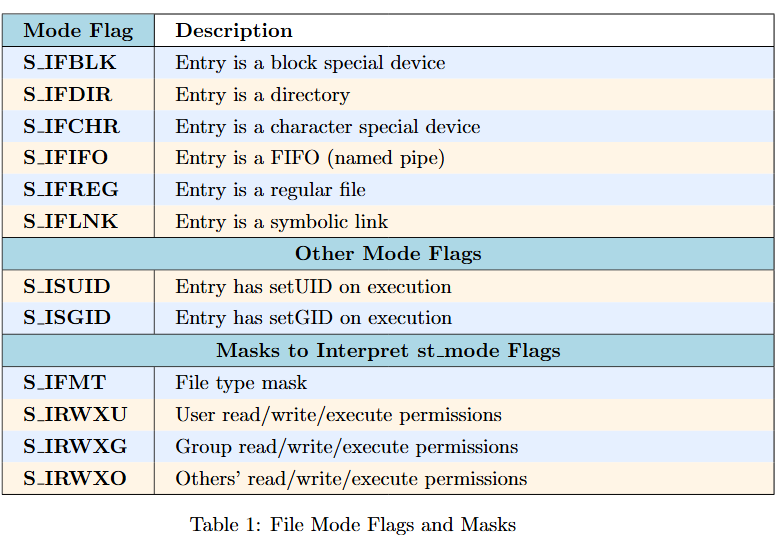 Mode Flag Description
S_IFBLK Entry is a block special device
S_IFDIR Entry is a directory
S_IFCHR Entry is a character special device
S_IFIFO Entry is a FIFO (named pipe)
S_IFREG Entry is a regular file
S_IFLNK Entry is a symbolic link
Other Mode Flags
S_ISUID Entry has setUID on execution
S_ISGID Entry has setGID on execution
Masks to Interpret st_mode Flags
S_IFMT File type mask
S_IRWXU User read/write/execute permissions
S_IRWXG Group read/write/execute permissions
S_IRWXO Others’ read/write/execute permissions
Table 1: File Mode Flags and Masks